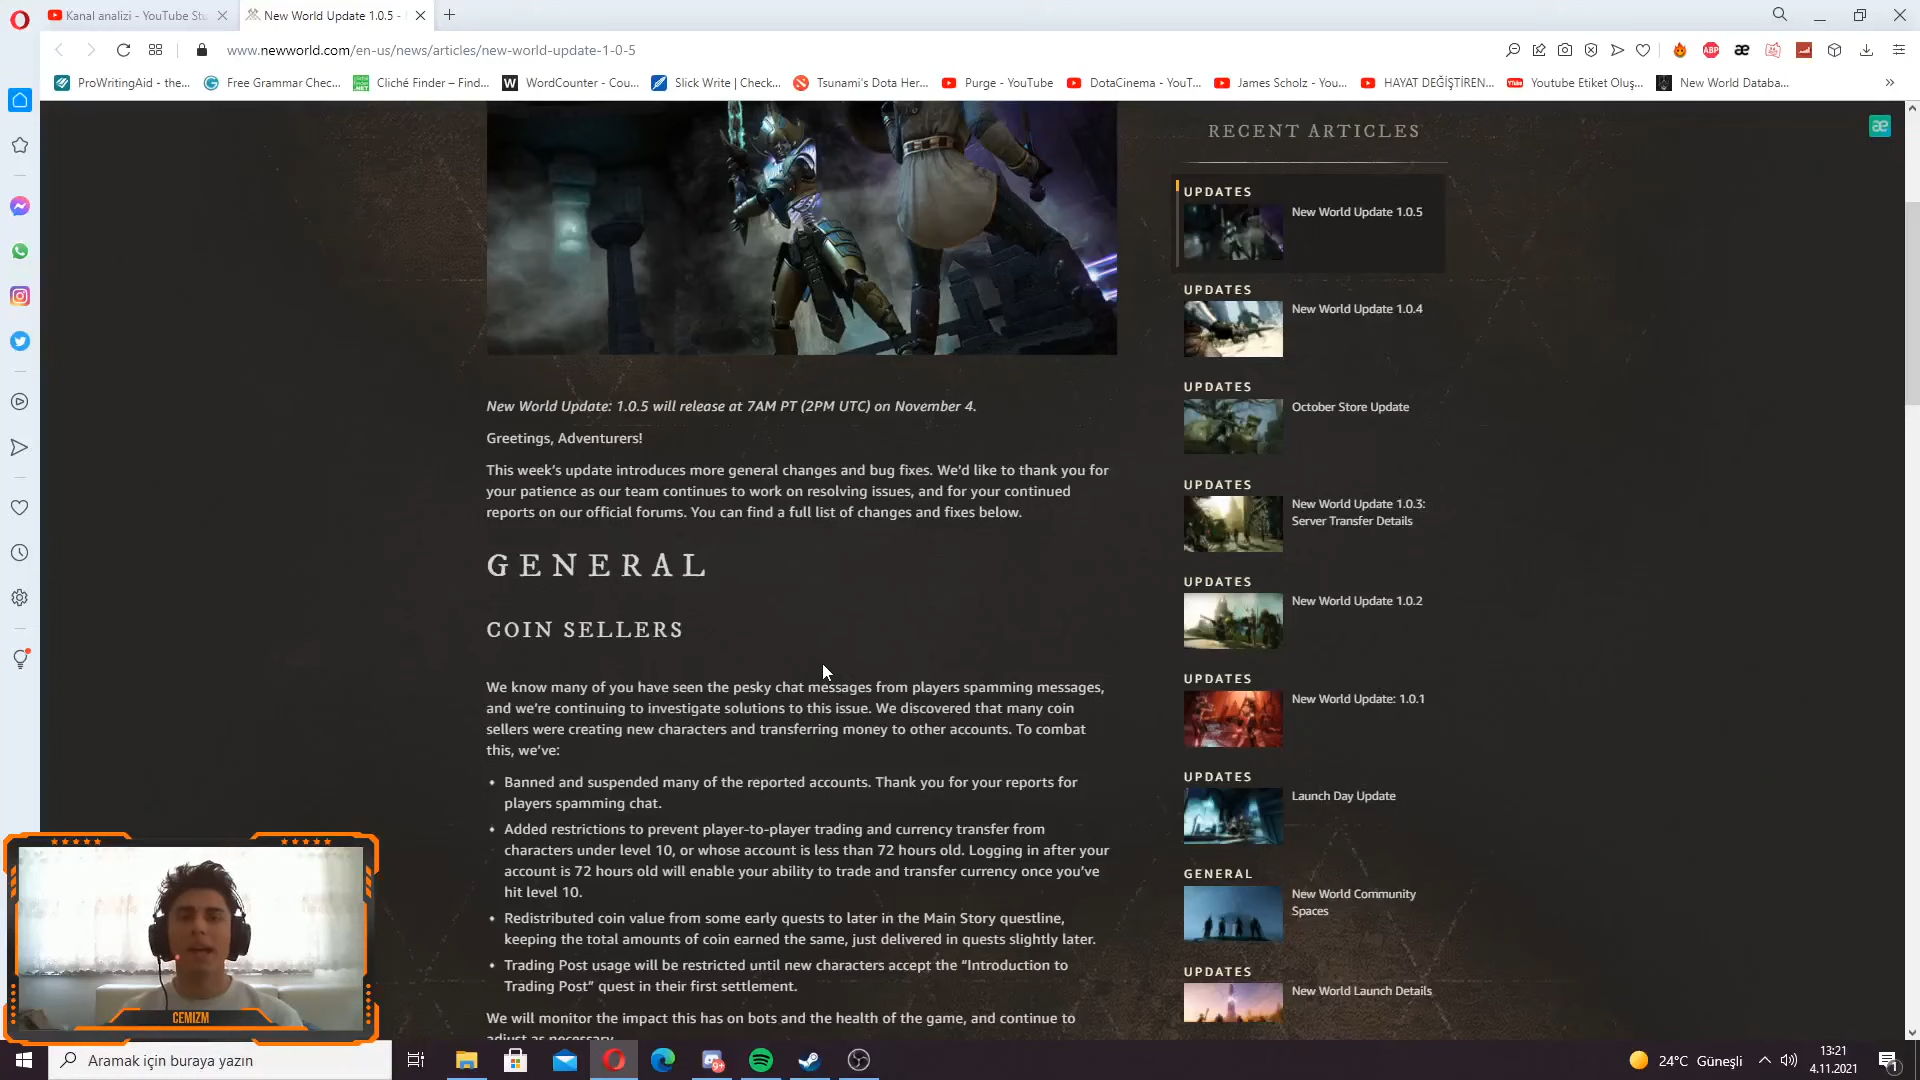 Kanal analizi - YouTube Stu
New World Update 1.0.5 -
www.newworld.com/en-us/news/articles/new-world-update-1-0-5
ProWritingAid - the...
Free Grammar Chec...
Cliché Finder – Find...
WordCounter - Cou...
Slick Write | Check...
Tsunami's Dota Her...
Purge - YouTube
DotaCinema - YouT...
James Scholz - You...
HAYAT DEĞİŞTİREN...
Youtube Etiket Oluş...
New World Databa...
New World Update: 1.0.5 will release at 7AM PT (2PM UTC) on November 4.
Greetings, Adventurers!
This week's update introduces more general changes and bug fixes. We'd like to thank you for
your patience as our team continues to work on resolving issues, and for your continued
reports on our official forums. You can find a full list of changes and fixes below.
GENERAL
COIN SELLERS
We know many of you have seen the pesky chat messages from players spamming messages,
and we're continuing to investigate solutions to this issue. We discovered that many coin
sellers were creating new characters and transferring money to other accounts. To combat
this, we've:
• Banned and suspended many of the reported accounts. Thank you for your reports for
players spamming chat.
• Added restrictions to prevent player-to-player trading and currency transfer from
characters under level 10, or whose account is less than 72 hours old. Logging in after your
account is 72 hours old will enable your ability to trade and transfer currency once you've
hit level 10.
• Redistributed coin value from some early quests to later in the Main Story questline,
keeping the total amounts of coin earned the same, just delivered in quests slightly later.
• Trading Post usage will be restricted until new characters accept the “Introduction to
Trading Post” quest in their first settlement.
We will monitor the impact this has on bots and the health of the game, and continue to
adjust as necessary.
RECENT ARTICLES
UPDATES
New World Update 1.0.5
UPDATES
New World Update 1.0.4
UPDATES
October Store Update
UPDATES
New World Update 1.0.3:
Server Transfer Details
UPDATES
New World Update 1.0.2
UPDATES
New World Update: 1.0.1
UPDATES
Launch Day Update
GENERAL
New World Community
Spaces
UPDATES
New World Launch Details
CEMIZM
Aramak için buraya yazın
24°C Güneşli
13:21
4.11.2021